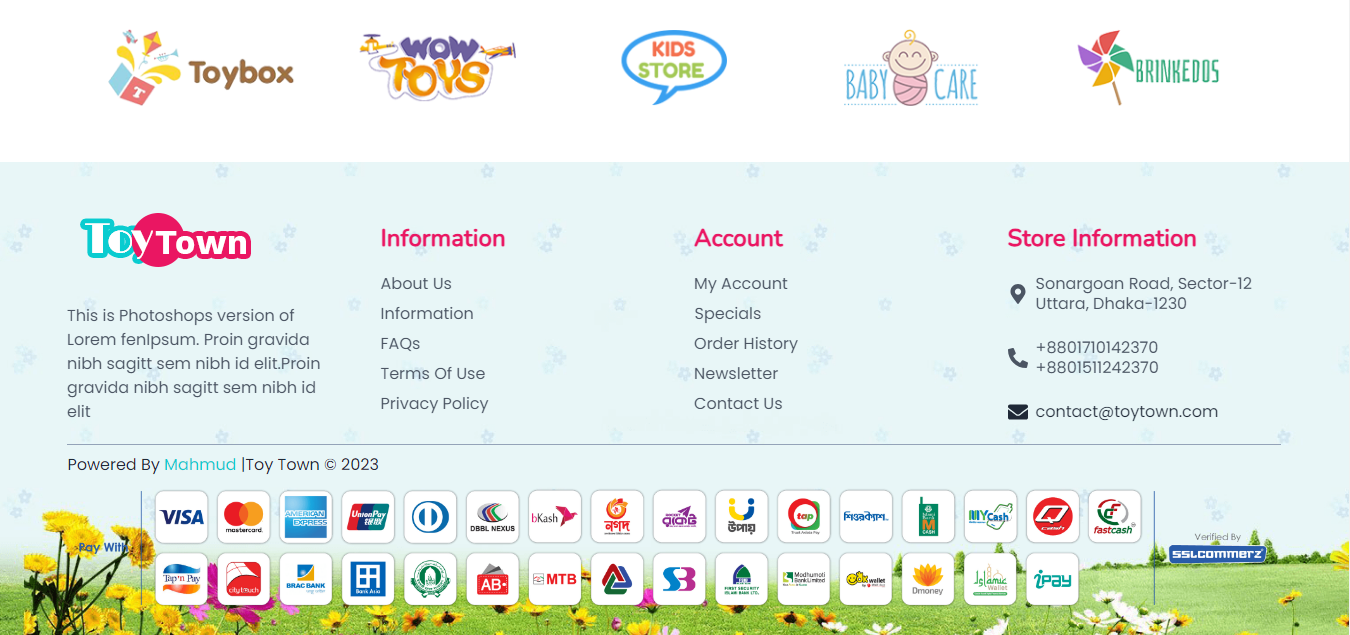 Toybox
WOW
TOYS
KIDS
STORE
BABY CARE
BRINKEDOS
ToyTown
This is Photoshops version of
Lorem fenIpsum. Proin gravida
nibh sagitt sem nibh id elit.Proin
gravida nibh sagitt sem nibh id
elit
Information
About Us
Information
FAQs
Terms Of Use
Privacy Policy
Account
My Account
Specials
Order History
Newsletter
Contact Us
Store Information
Sonargoan Road, Sector-12
Uttara, Dhaka-1230
+8801710142370
+8801511242370
contact@toytown.com
Powered By Mahmud |Toy Town © 2023
Pay With
VISA
mastercard
AMERICAN
EXPRESS
UnionPay
银联
DBBL NEXUS
bKash
নগদ
রকেট
উপায়
tap
শিওরক্যাশ
M
CASH
MYCash
Q
Cash
fastcash
Tap'n Pay
citytouch
BRAC BANK
Bank Asia
AB
MTB
FIRST SECURITY
ISLAMI BANK LTD.
Modhumoti
Bank Limited
ok wallet
Dmoney
Islamic
Wallet
ipay
Verified By
SSLCOMMERZ